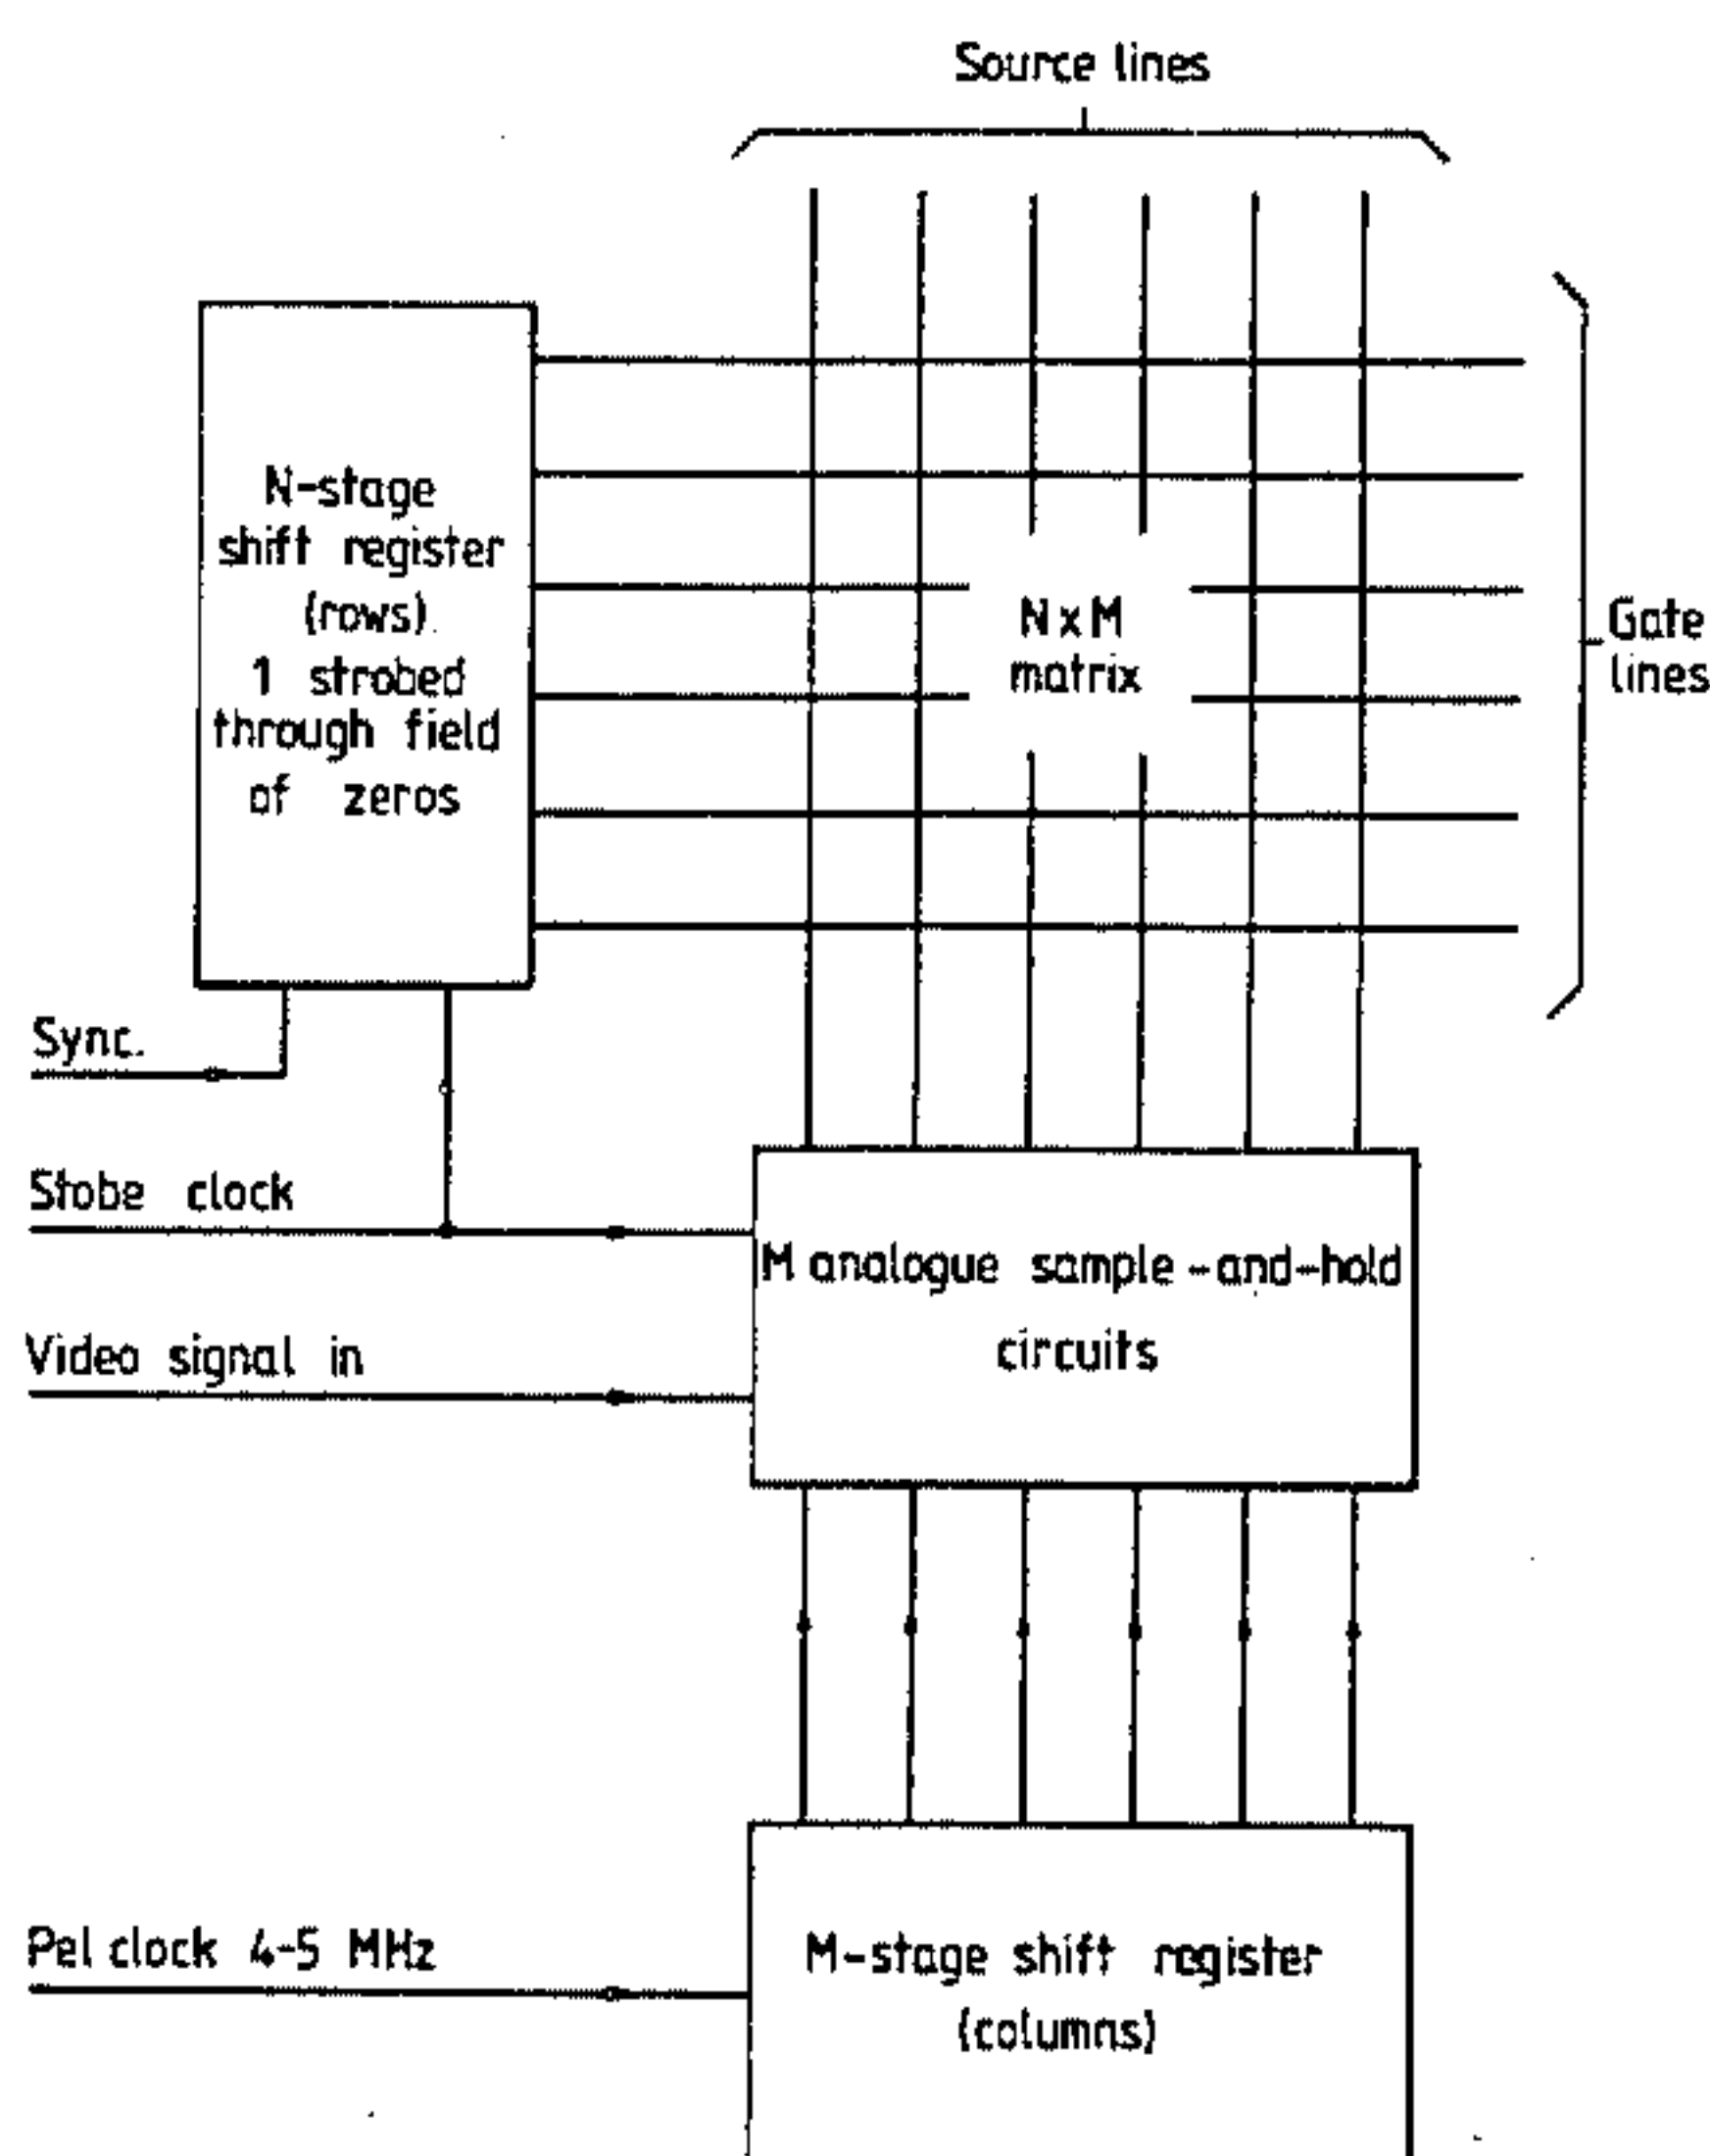 Source lines
N-stage
shift register
(rows)
1 strobed
through field
of zeros
N x M
matrix
Gate
lines
Sync.
Stobe clock
M analogue sample-and-hold
circuits
Video signal in
Pel clock 4-5 MHz
M-stage shift register
(columns)